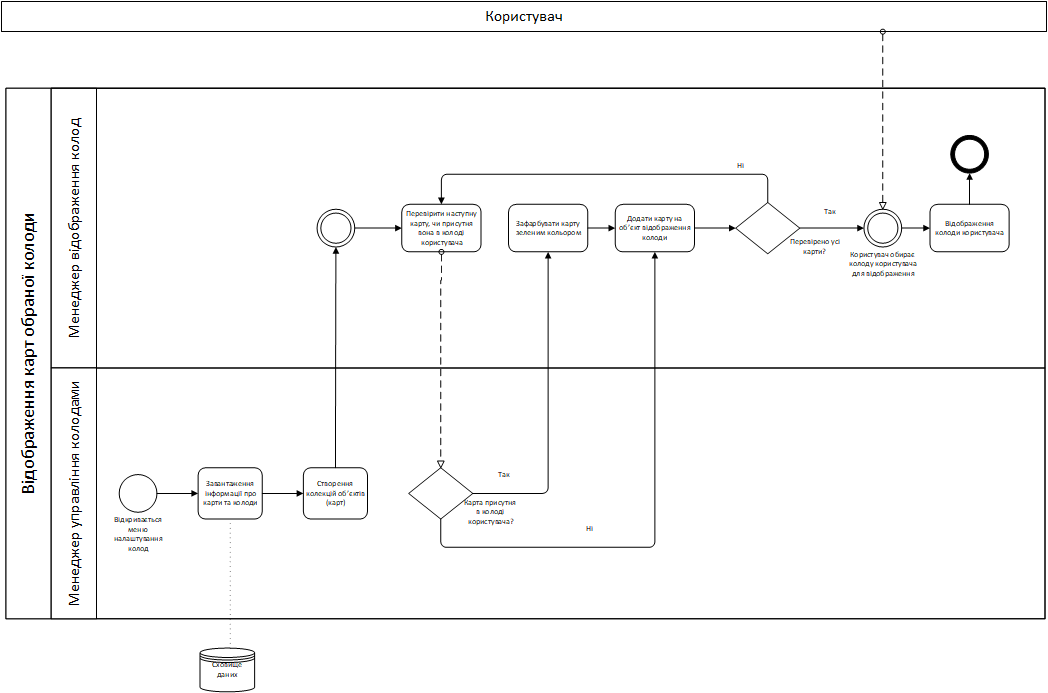 Користувач
Відображення карт обраної колоди
Менеджер відображення колод
Ні
Перевірити наступну
карту, чи присутня
вона в колоді
користувача
Зафарбувати карту
зеленим кольором
Додати карту на
об'єкт відображення
колоди
Перевірено усі
карти?
Так
Користувач обирає
колоду користувача
для відображення
Відображення
колоди користувача
Менеджер управління колодами
Відкривається
меню
налаштування
колод
Завантаження
інформації про
карти та колоди
Створення
колекцій об'єктів
(карт)
Так
Карта присутня
в колоді
користувача?
Ні
Сховище
даних